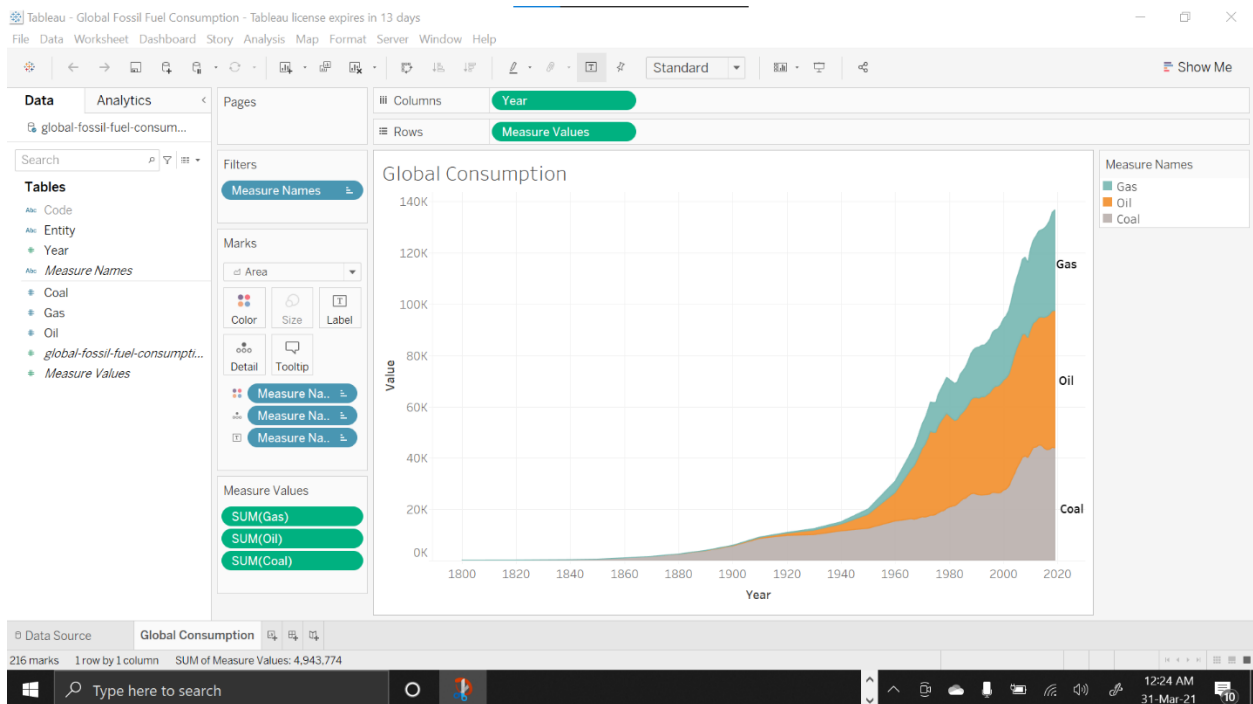 Tableau - Global Fossil Fuel Consumption - Tableau license expires in 13 days
File Data Worksheet Dashboard Story Analysis Map Format Server Window Help
Standard
Show Me
Data Analytics
global-fossil-fuel-consum...
Search
Tables
Abc Code
Abc Entity
Year
Abc Measure Names
Coal
Gas
Oil
global-fossil-fuel-consumpti...
Measure Values
Pages
Filters
Measure Names
Marks
Area
Color Size Label
Detail Tooltip
Measure Na..
Measure Na..
Measure Na..
Measure Values
SUM(Gas)
SUM(Oil)
SUM(Coal)
Columns Year
Rows Measure Values
Global Consumption
140K
120K
100K
80K
60K
40K
20K
0K
Value
Gas
Oil
Coal
1800 1820 1840 1860 1880 1900 1920 1940 1960 1980 2000 2020
Year
Measure Names
Gas
Oil
Coal
Data Source Global Consumption
216 marks 1 row by 1 column SUM of Measure Values: 4,943,774
Type here to search
12:24 AM
31-Mar-21
10